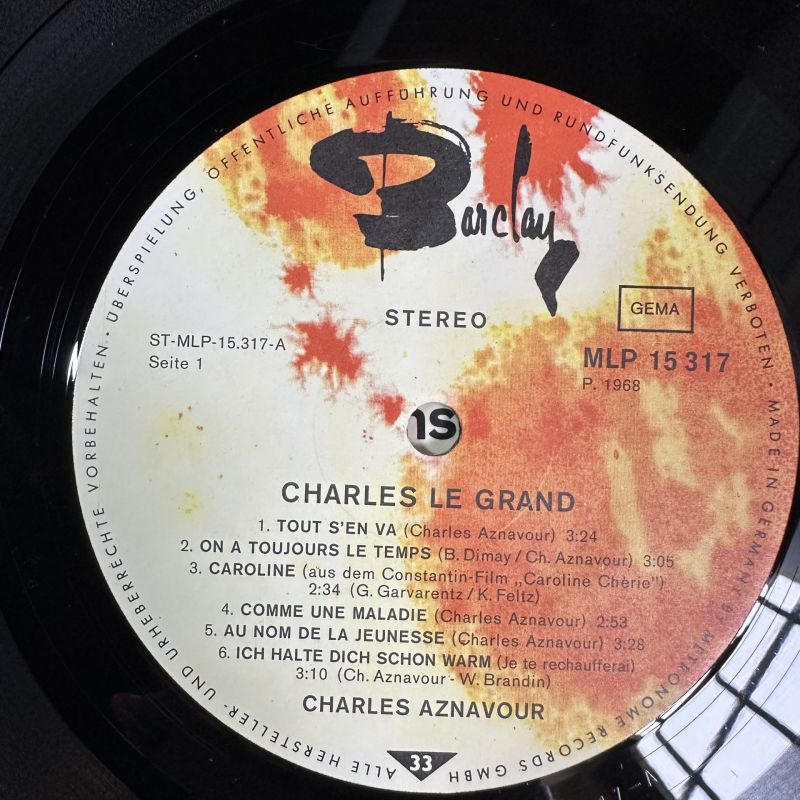 ALLE HERSTELLER- UND URHEBERRECHTE VORBEHALTEN · ÜBERSPIELUNG, ÖFFENTLICHE AUFFÜHRUNG UND RUNDFUNKSENDUNG VERBOTEN · MADE IN GERMANY BY METRONOME RECORDS GMBH
Barclay
STEREO
GEMA
ST-MLP-15.317-A
Seite 1
MLP 15 317
P. 1968
CHARLES LE GRAND
1. TOUT S'EN VA (Charles Aznavour) 3:24
2. ON A TOUJOURS LE TEMPS (B. Dimay / Ch. Aznavour) 3:05
3. CAROLINE (aus dem Constantin-Film „Caroline Chérie")
2:34 (G. Garvarentz / K. Feltz)
4. COMME UNE MALADIE (Charles Aznavour) 2:53
5. AU NOM DE LA JEUNESSE (Charles Aznavour) 3:28
6. ICH HALTE DICH SCHON WARM (Je te rechaufferai)
3:10 (Ch. Aznavour - W. Brandin)
CHARLES AZNAVOUR
33